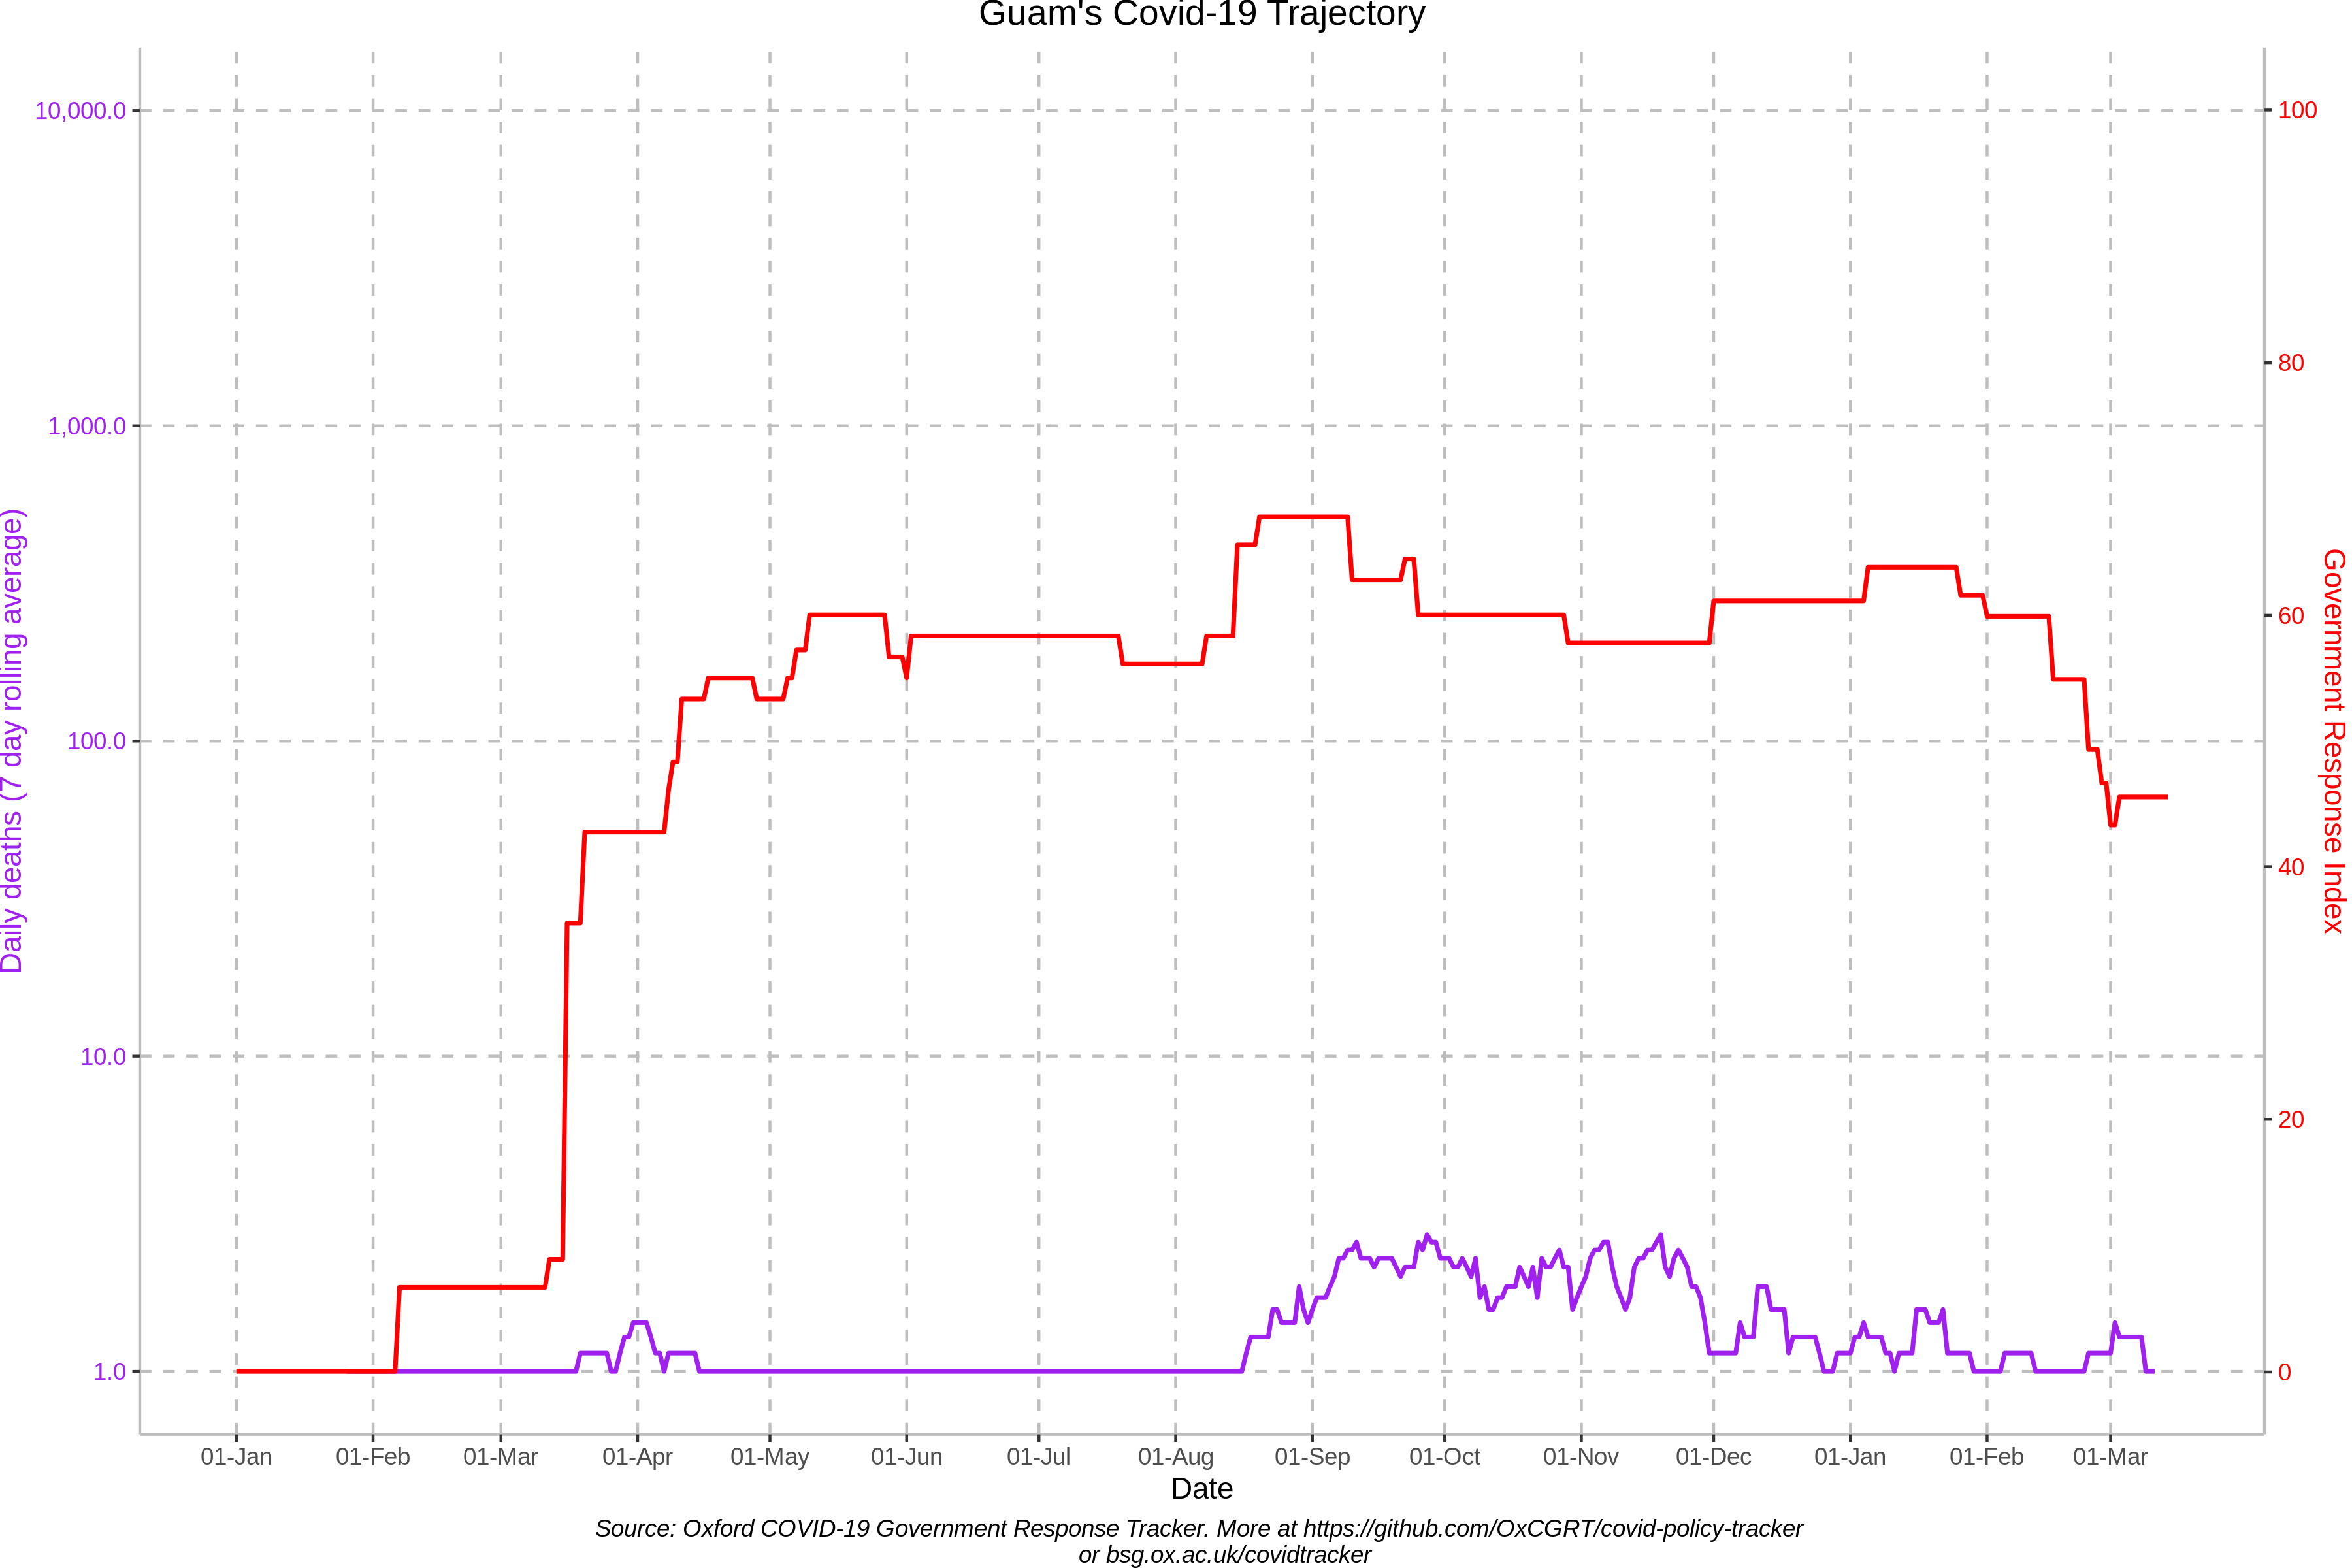 Guam's Covid-19 Trajectory
10,000.0
1,000.0
100.0
10.0
1.0
Daily deaths (7 day rolling average)
100
80
60
40
20
0
Government Response Index
01-Jan 01-Feb 01-Mar 01-Apr 01-May 01-Jun 01-Jul 01-Aug 01-Sep 01-Oct 01-Nov 01-Dec 01-Jan 01-Feb 01-Mar
Date
Source: Oxford COVID-19 Government Response Tracker. More at https://github.com/OxCGRT/covid-policy-tracker
or bsg.ox.ac.uk/covidtracker